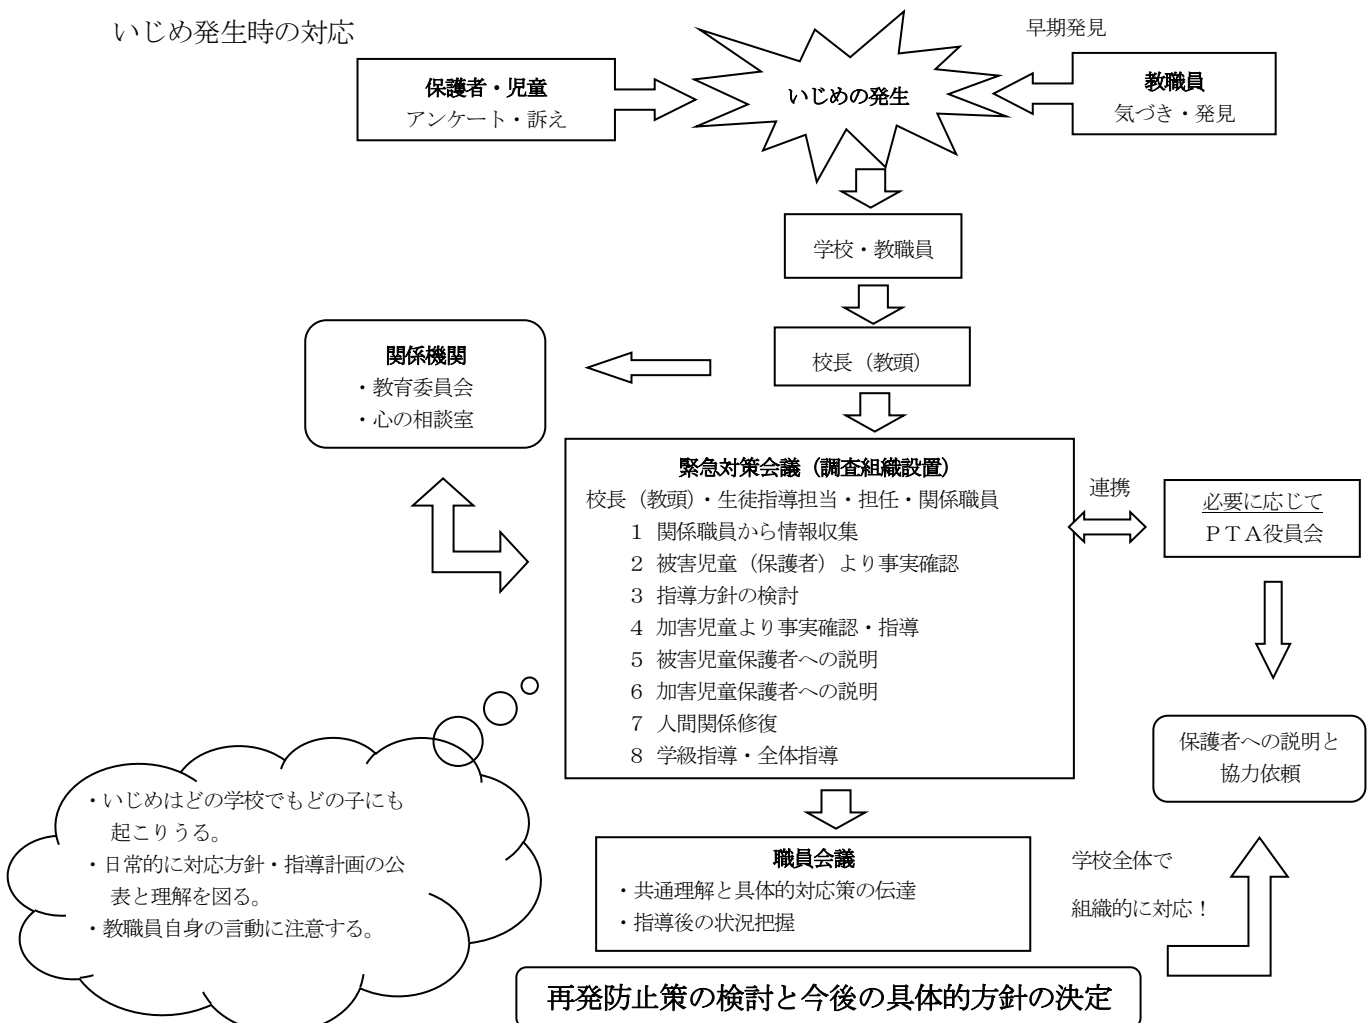 いじめ発生時の対応
早期発見
保護者・児童
アンケート・訴え
いじめの発生
教職員
気づき・発見
学校・教職員
校長（教頭）
関係機関
・教育委員会
・心の相談室
緊急対策会議（調査組織設置）
校長（教頭）・生徒指導担当・担任・関係職員
１ 関係職員から情報収集
２ 被害児童（保護者）より事実確認
３ 指導方針の検討
４ 加害児童より事実確認・指導
５ 被害児童保護者への説明
６ 加害児童保護者への説明
７ 人間関係修復
８ 学級指導・全体指導
連携
必要に応じて
ＰＴＡ役員会
保護者への説明と
協力依頼
・いじめはどの学校でもどの子にも
起こりうる。
・日常的に対応方針・指導計画の公
表と理解を図る。
・教職員自身の言動に注意する。
職員会議
・共通理解と具体的対応策の伝達
・指導後の状況把握
学校全体で
組織的に対応！
再発防止策の検討と今後の具体的方針の決定